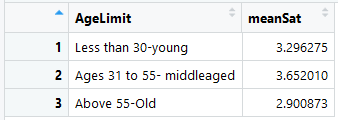 AgeLimit meanSat
1 Less than 30-young 3.296275
2 Ages 31 to 55- middleaged 3.652010
3 Above 55-Old 2.900873